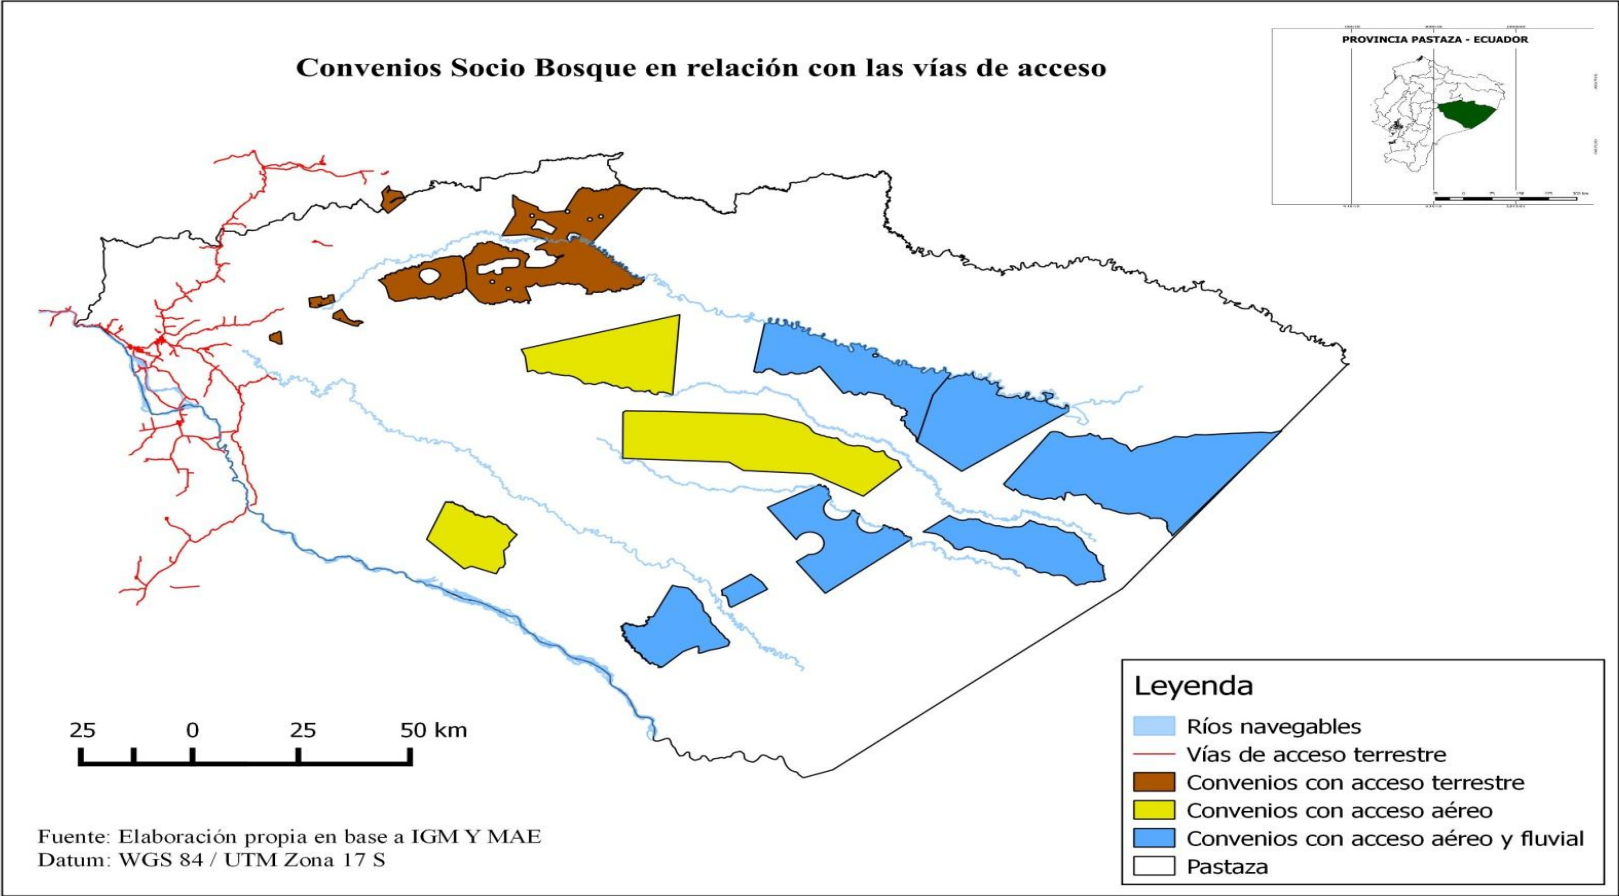 PROVINCIA PASTAZA - ECUADOR
Convenios Socio Bosque en relación con las vías de acceso
Leyenda
Ríos navegables
Vías de acceso terrestre
Convenios con acceso terrestre
Convenios con acceso aéreo
Convenios con acceso aéreo y fluvial
Pastaza
25 0 25 50 km
Fuente: Elaboración propia en base a IGM Y MAE
Datum: WGS 84 / UTM Zona 17 S